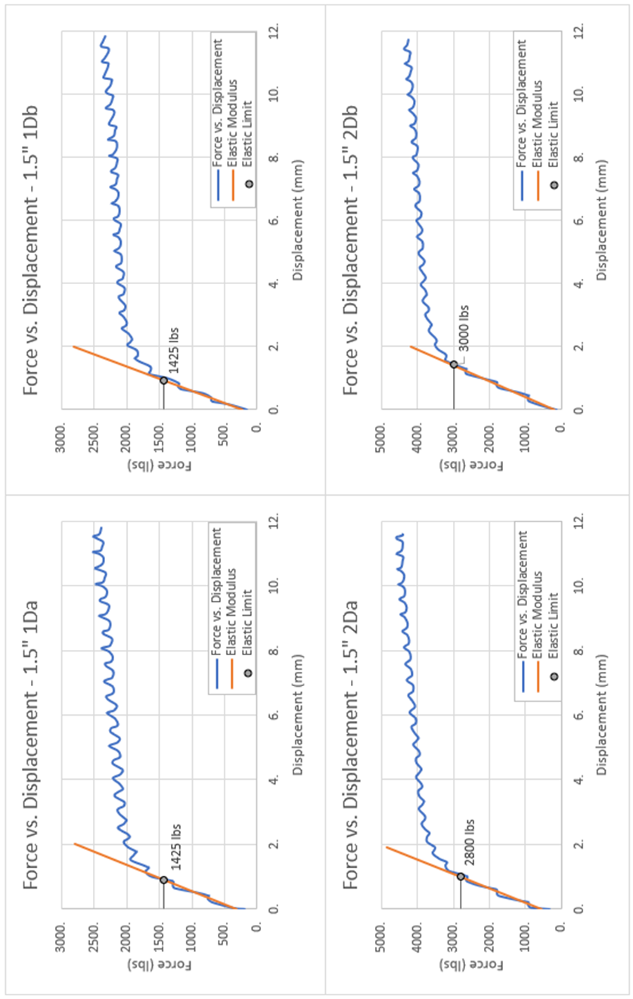 Force vs. Displacement - 1.5" 1Da
3000.
2500.
2000.
1500.
1000.
500.
0.
Force (lbs)
1425 lbs
Force vs. Displacement
Elastic Modulus
Elastic Limit
0.
2.
4.
6.
8.
10.
12.
Displacement (mm)
Force vs. Displacement - 1.5" 1Db
3000.
2500.
2000.
1500.
1000.
500.
0.
Force (lbs)
1425 lbs
Force vs. Displacement
Elastic Modulus
Elastic Limit
0.
2.
4.
6.
8.
10.
12.
Displacement (mm)
Force vs. Displacement - 1.5" 2Da
5000.
4000.
3000.
2000.
1000.
0.
Force (lbs)
2800 lbs
Force vs. Displacement
Elastic Modulus
Elastic Limit
0.
2.
4.
6.
8.
10.
12.
Displacement (mm)
Force vs. Displacement - 1.5" 2Db
5000.
4000.
3000.
2000.
1000.
0.
Force (lbs)
3000 lbs
Force vs. Displacement
Elastic Modulus
Elastic Limit
0.
2.
4.
6.
8.
10.
12.
Displacement (mm)